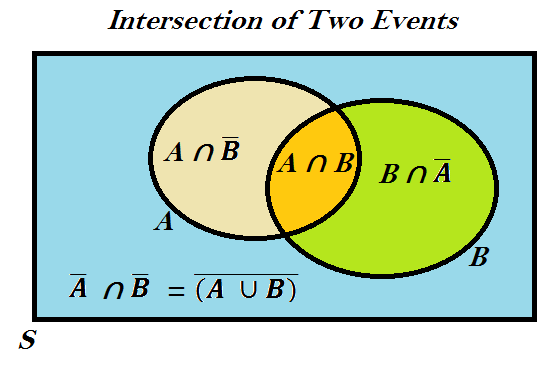 Intersection of Two Events
A ∩ B̅
A ∩ B
B ∩ A̅
A
B
A̅ ∩ B̅ = (A ∪ B)̅
S